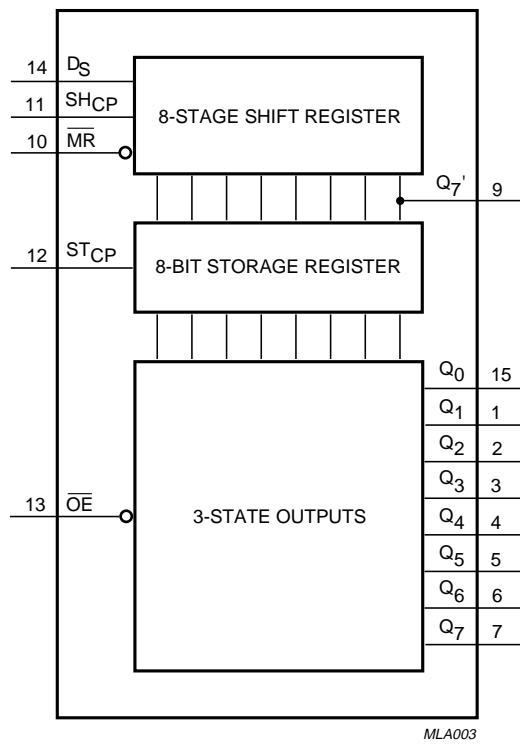 14 DS
11 SHCP
10 M̅R̅
8-STAGE SHIFT REGISTER
Q7' 9
12 STCP
8-BIT STORAGE REGISTER
Q0 15
Q1 1
Q2 2
Q3 3
13 O̅E̅
3-STATE OUTPUTS
Q4 4
Q5 5
Q6 6
Q7 7
MLA003